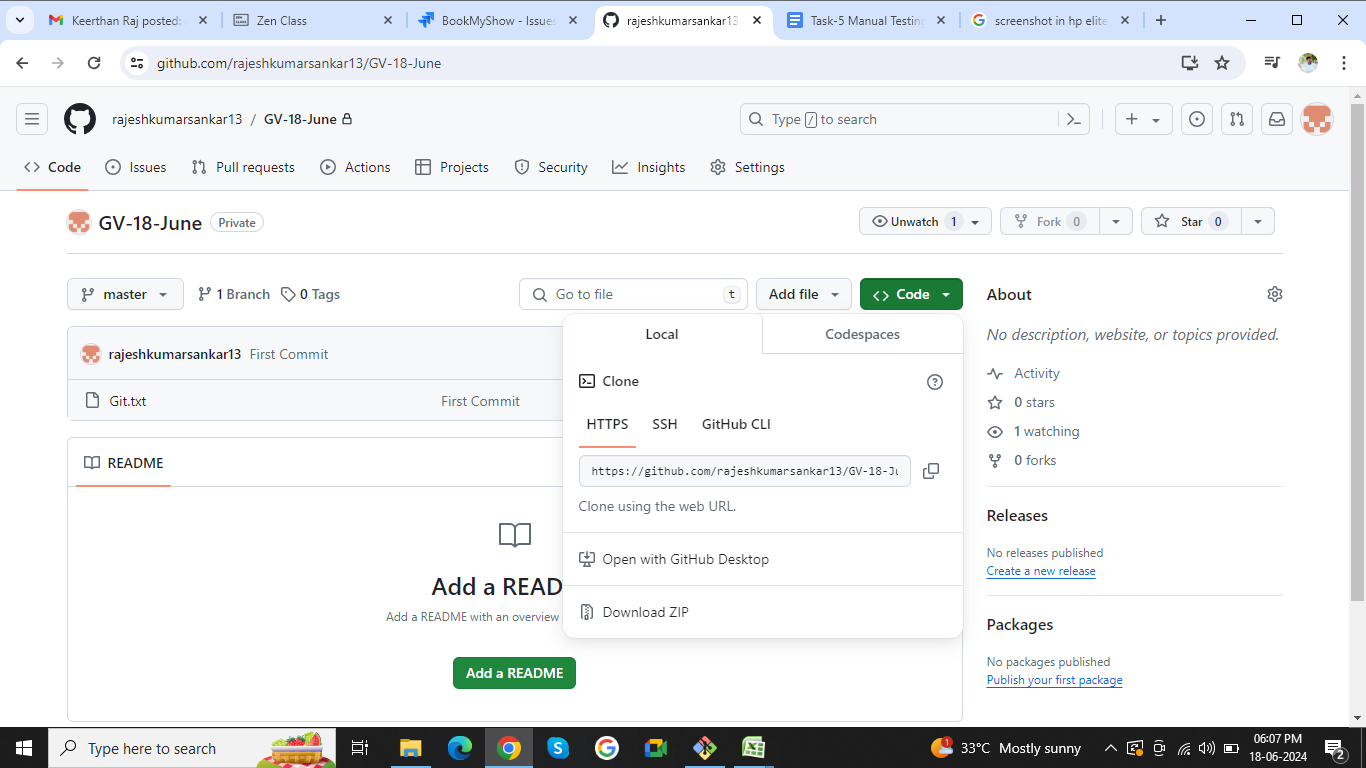 Keerthan Raj posted:
Zen Class
BookMyShow - Issues
rajeshkumarsankar13
Task-5 Manual Testing
screenshot in hp elite
github.com/rajeshkumarsankar13/GV-18-June
rajeshkumarsankar13 / GV-18-June
Type / to search
Code
Issues
Pull requests
Actions
Projects
Security
Insights
Settings
GV-18-June Private
Unwatch 1
Fork 0
Star 0
master
1 Branch
0 Tags
Go to file t
Add file
Code
rajeshkumarsankar13 First Commit
Git.txt First Commit
README
Add a READ
Add a README with an overview
Add a README
Local
Codespaces
Clone
HTTPS
SSH
GitHub CLI
https://github.com/rajeshkumarsankar13/GV-18-Ju
Clone using the web URL.
Open with GitHub Desktop
Download ZIP
About
No description, website, or topics provided.
Activity
0 stars
1 watching
0 forks
Releases
No releases published
Create a new release
Packages
No packages published
Publish your first package
Type here to search
1
33°C Mostly sunny
06:07 PM
18-06-2024
2